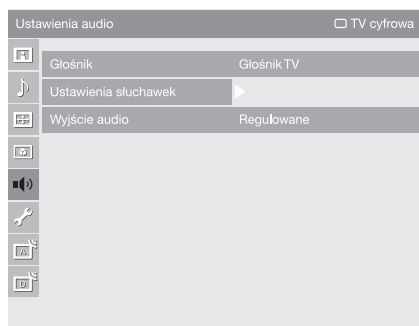 Ustawienia audio TV cyfrowa
Głośnik Głośnik TV
Ustawienia słuchawek
Wyjście audio Regulowane
A
D